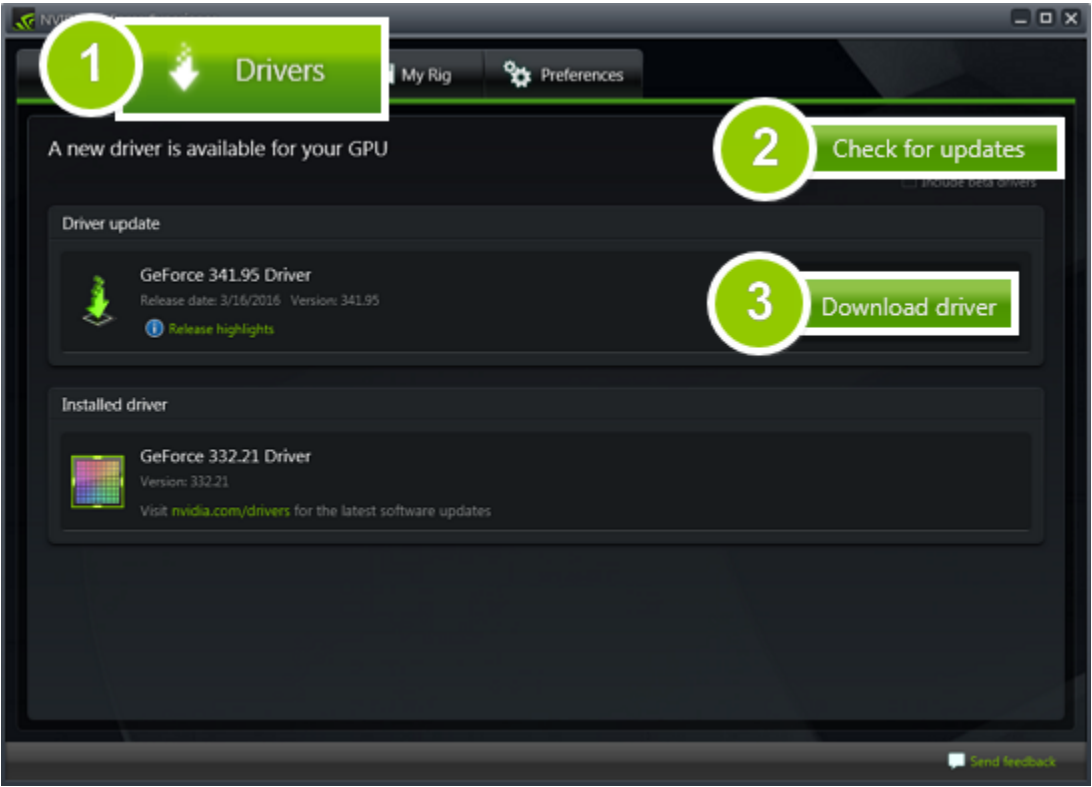 1
Drivers
My Rig
Preferences
A new driver is available for your GPU
2
Check for updates
Include beta drivers
Driver update
GeForce 341.95 Driver
Release date: 3/16/2016 Version: 341.95
Release highlights
3
Download driver
Installed driver
GeForce 332.21 Driver
Version: 332.21
Visit nvidia.com/drivers for the latest software updates
Send feedback